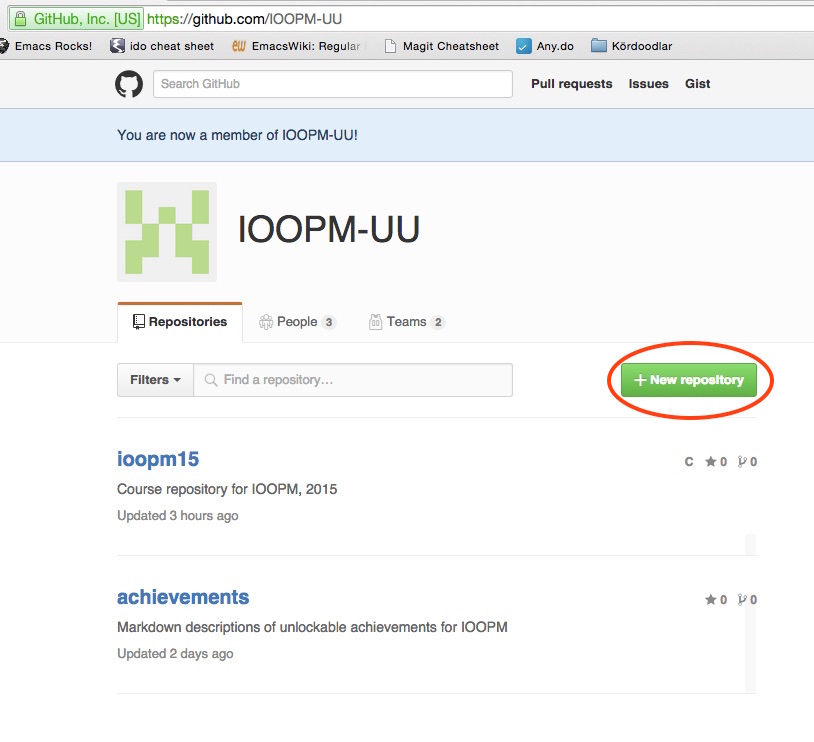 GitHub, Inc. [US] https://github.com/IOOPM-UU
Emacs Rocks! ido cheat sheet EmacsWiki: Regular Magit Cheatsheet Any.do Kördoodlar
Search GitHub Pull requests Issues Gist
You are now a member of IOOPM-UU!
IOOPM-UU
Repositories People 3 Teams 2
Filters Find a repository... + New repository
ioopm15 C 0 0
Course repository for IOOPM, 2015
Updated 3 hours ago
achievements 0 0
Markdown descriptions of unlockable achievements for IOOPM
Updated 2 days ago